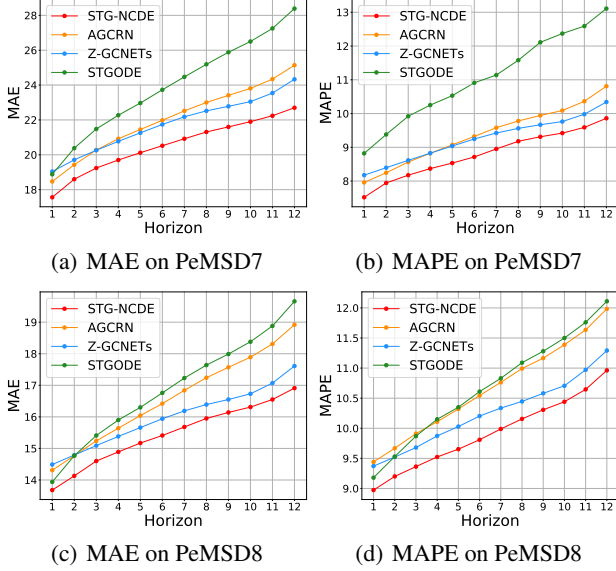 28
26
24
22
20
18
MAE
STG-NCDE
AGCRN
Z-GCNETs
STGODE
1 2 3 4 5 6 7 8 9 10 11 12
Horizon
(a) MAE on PeMSD7
13
12
11
10
9
8
MAPE
STG-NCDE
AGCRN
Z-GCNETs
STGODE
1 2 3 4 5 6 7 8 9 10 11 12
Horizon
(b) MAPE on PeMSD7
19
18
17
16
15
14
MAE
STG-NCDE
AGCRN
Z-GCNETs
STGODE
1 2 3 4 5 6 7 8 9 10 11 12
Horizon
(c) MAE on PeMSD8
12.0
11.5
11.0
10.5
10.0
9.5
9.0
MAPE
STG-NCDE
AGCRN
Z-GCNETs
STGODE
1 2 3 4 5 6 7 8 9 10 11 12
Horizon
(d) MAPE on PeMSD8